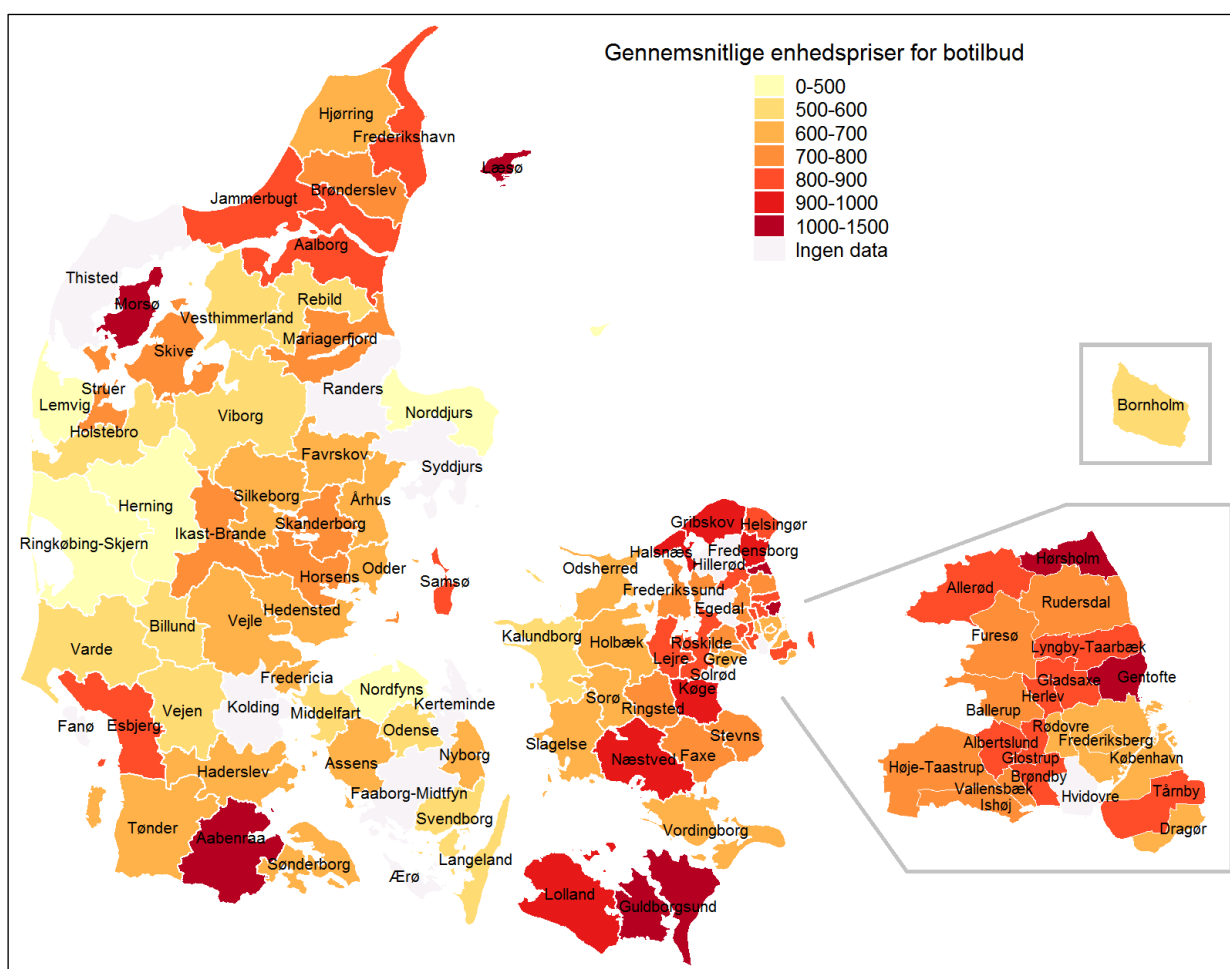 Gennemsnitlige enhedspriser for botilbud
0-500
500-600
600-700
700-800
800-900
900-1000
1000-1500
Ingen data
Hjørring
Frederikshavn
Læsø
Brønderslev
Jammerbugt
Aalborg
Thisted
Morsø
Rebild
Vesthimmerland
Mariagerfjord
Skive
Struer
Randers
Lemvig
Viborg
Norddjurs
Holstebro
Favrskov
Syddjurs
Silkeborg
Århus
Herning
Skanderborg
Ikast-Brande
Ringkøbing-Skjern
Odder
Horsens
Samsø
Hedensted
Billund
Vejle
Varde
Fredericia
Nordfyns
Kerteminde
Kolding
Vejen
Middelfart
Fanø
Esbjerg
Odense
Nyborg
Assens
Haderslev
Faaborg-Midtfyn
Svendborg
Tønder
Aabenraa
Langeland
Sønderborg
Ærø
Bornholm
Gribskov
Helsingør
Halsnæs
Fredensborg
Hillerød
Odsherred
Frederikssund
Egedal
Kalundborg
Holbæk
Roskilde
Lejre
Greve
Solrød
Køge
Sorø
Ringsted
Stevns
Slagelse
Næstved
Faxe
Vordingborg
Lolland
Guldborgsund
Hørsholm
Allerød
Rudersdal
Furesø
Lyngby-Taarbæk
Gladsaxe
Gentofte
Herlev
Ballerup
Rødovre
Albertslund
Frederiksberg
Glostrup
København
Høje-Taastrup
Brøndby
Vallensbæk
Hvidovre
Tårnby
Ishøj
Dragør